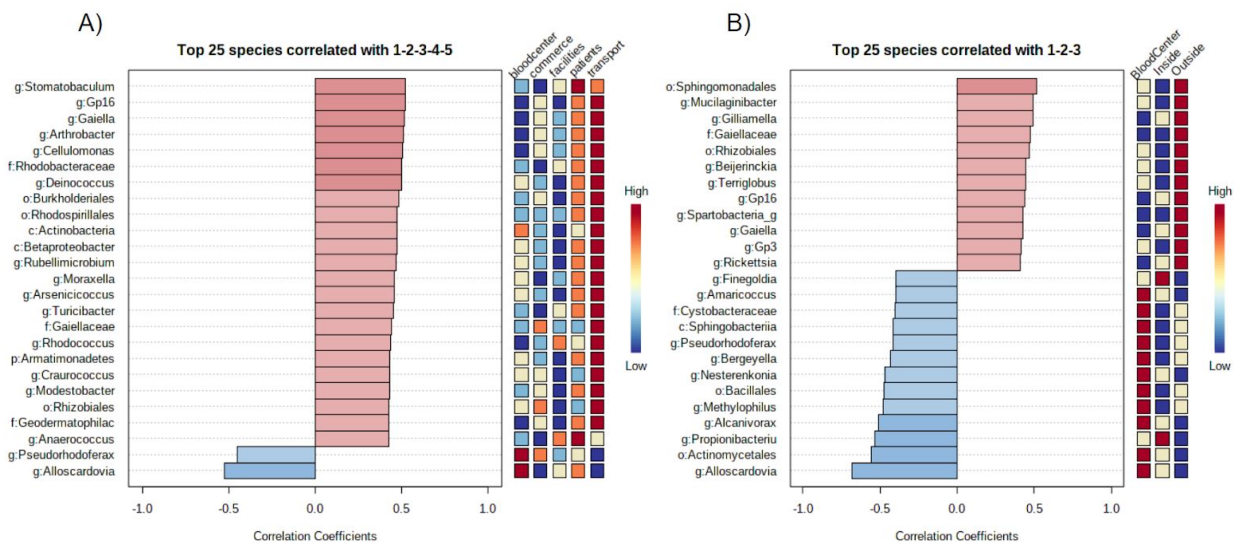 A)
Top 25 species correlated with 1-2-3-4-5
bloodcenter
commerce
facilities
patients
transport
g:Stomatobaculum
g:Gp16
g:Gaiella
g:Arthrobacter
g:Cellulomonas
f:Rhodobacteraceae
g:Deinococcus
o:Burkholderiales
o:Rhodospirillales
c:Actinobacteria
c:Betaproteobacter
g:Rubellimicrobium
g:Moraxella
g:Arsenicicoccus
g:Turicibacter
f:Gaiellaceae
g:Rhodococcus
p:Armatimonadetes
g:Craurococcus
g:Modestobacter
o:Rhizobiales
f:Geodermatophilac
g:Anaerococcus
g:Pseudorhodoferax
g:Alloscardovia
High
Low
-1.0 -0.5 0.0 0.5 1.0
Correlation Coefficients
B)
Top 25 species correlated with 1-2-3
BloodCenter
Inside
Outside
o:Sphingomonadales
g:Mucilaginibacter
g:Gilliamella
f:Gaiellaceae
o:Rhizobiales
g:Beijerinckia
g:Terriglobus
g:Gp16
g:Spartobacteria_g
g:Gaiella
g:Gp3
g:Rickettsia
g:Finegoldia
g:Amaricoccus
f:Cystobacteraceae
c:Sphingobacteriia
g:Pseudorhodoferax
g:Bergeyella
g:Nesterenkonia
o:Bacillales
g:Methylophilus
g:Alcanivorax
g:Propionibacteriu
o:Actinomycetales
g:Alloscardovia
High
Low
-1.0 -0.5 0.0 0.5 1.0
Correlation Coefficients